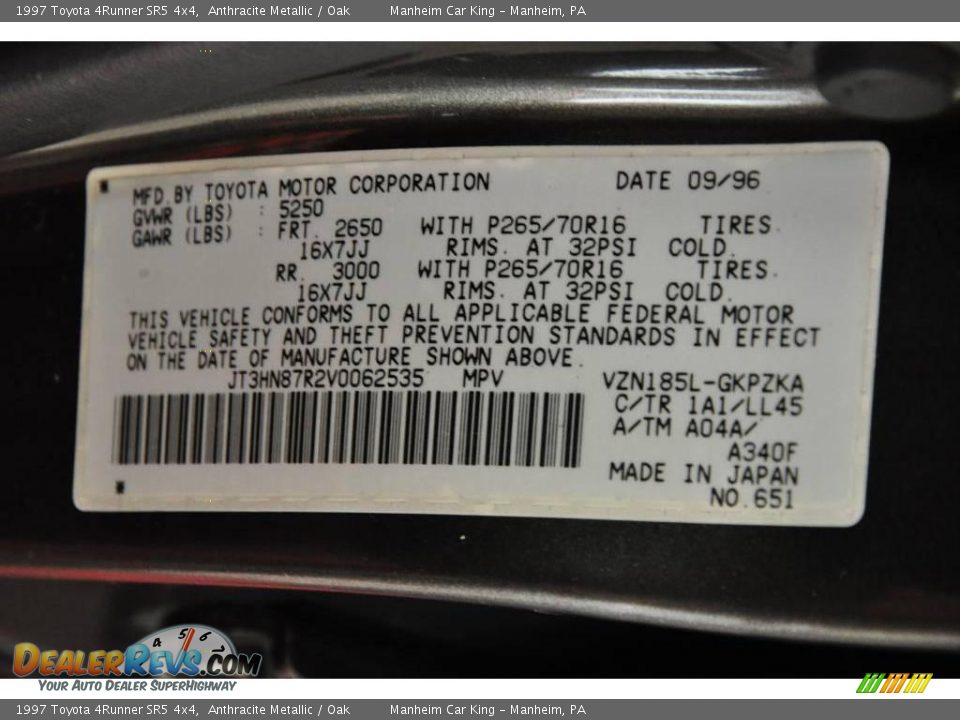 1997 Toyota 4Runner SR5 4x4, Anthracite Metallic / Oak Manheim Car King - Manheim, PA
MFD.BY TOYOTA MOTOR CORPORATION DATE 09/96
GVWR (LBS) : 5250
GAWR (LBS) : FRT. 2650 WITH P265/70R16 TIRES.
16X7JJ RIMS. AT 32PSI COLD.
RR. 3000 WITH P265/70R16 TIRES.
16X7JJ RIMS. AT 32PSI COLD.
THIS VEHICLE CONFORMS TO ALL APPLICABLE FEDERAL MOTOR
VEHICLE SAFETY AND THEFT PREVENTION STANDARDS IN EFFECT
ON THE DATE OF MANUFACTURE SHOWN ABOVE.
JT3HN87R2V0062535 MPV VZN185L-GKPZKA
C/TR 1A1/LL45
A/TM A04A/
A340F
MADE IN JAPAN
NO.651
4 5 6
DEALERREVS.COM
YOUR AUTO DEALER SUPERHIGHWAY
1997 Toyota 4Runner SR5 4x4, Anthracite Metallic / Oak Manheim Car King - Manheim, PA